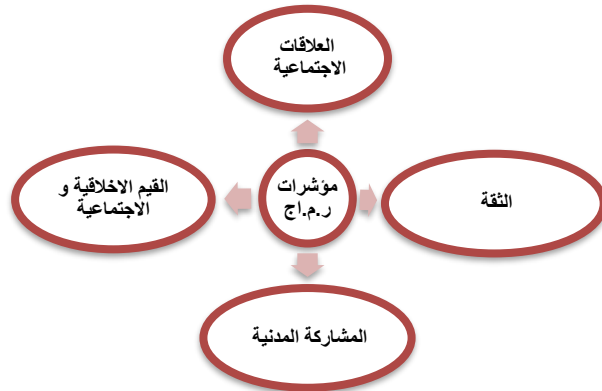 العلاقات
الاجتماعية
القيم الاخلاقية و
الاجتماعية
مؤشرات
ر.م.اج
الثقة
المشاركة المدنية